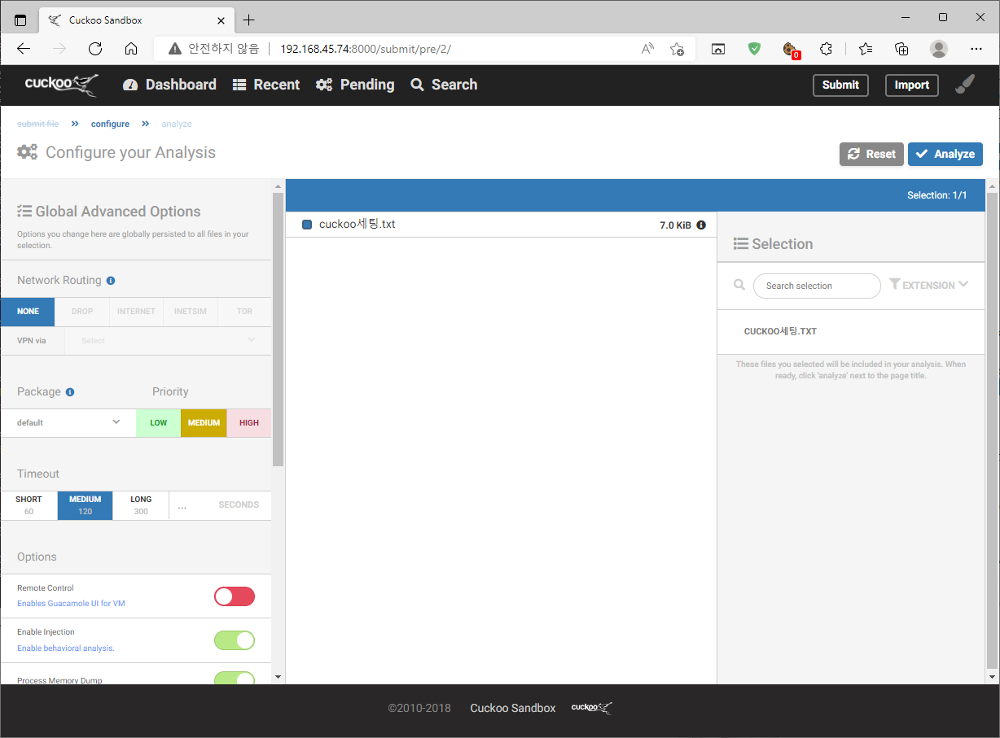 Cuckoo Sandbox
안전하지 않음 192.168.45.74:8000/submit/pre/2/
0
cuckoo Dashboard Recent Pending Search Submit Import
submit file » configure » analyze
Configure your Analysis
Reset Analyze
Selection: 1/1
Global Advanced Options
Options you change here are globally persisted to all files in your
selection.
Network Routing
NONE DROP INTERNET INETSIM TOR
VPN via Select
Package Priority
default LOW MEDIUM HIGH
Timeout
SHORT MEDIUM LONG
60 120 300 ... SECONDS
Options
Remote Control
Enables Guacamole UI for VM
Enable Injection
Enable behavioral analysis.
Process Memory Dump
cuckoo세팅.txt 7.0 KiB
Selection
Search selection EXTENSION
CUCKOO세팅.TXT
These files you selected will be included in your analysis. When
ready, click 'analyze' next to the page title.
©2010-2018 Cuckoo Sandbox cuckoo